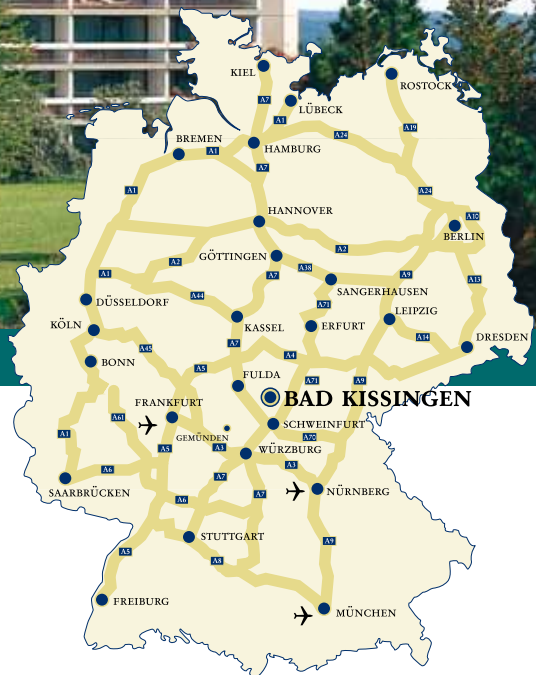 KIEL
ROSTOCK
A7
LÜBECK
A1
A19
A24
BREMEN
A1
HAMBURG
A7
A1
A24
HANNOVER
A10
BERLIN
A2
GÖTTINGEN
A2
A38
A7
A9
A1
A13
SANGERHAUSEN
A44
DÜSSELDORF
A71
LEIPZIG
KÖLN
KASSEL
ERFURT
A14
DRESDEN
A7
A45
A4
BONN
A5
FULDA
A71
A9
BAD KISSINGEN
FRANKFURT
A61
SCHWEINFURT
GEMÜNDEN
A70
A1
A5
A3
WÜRZBURG
A3
A6
A7
SAARBRÜCKEN
A7
NÜRNBERG
A6
STUTTGART
A9
A5
A8
FREIBURG
MÜNCHEN